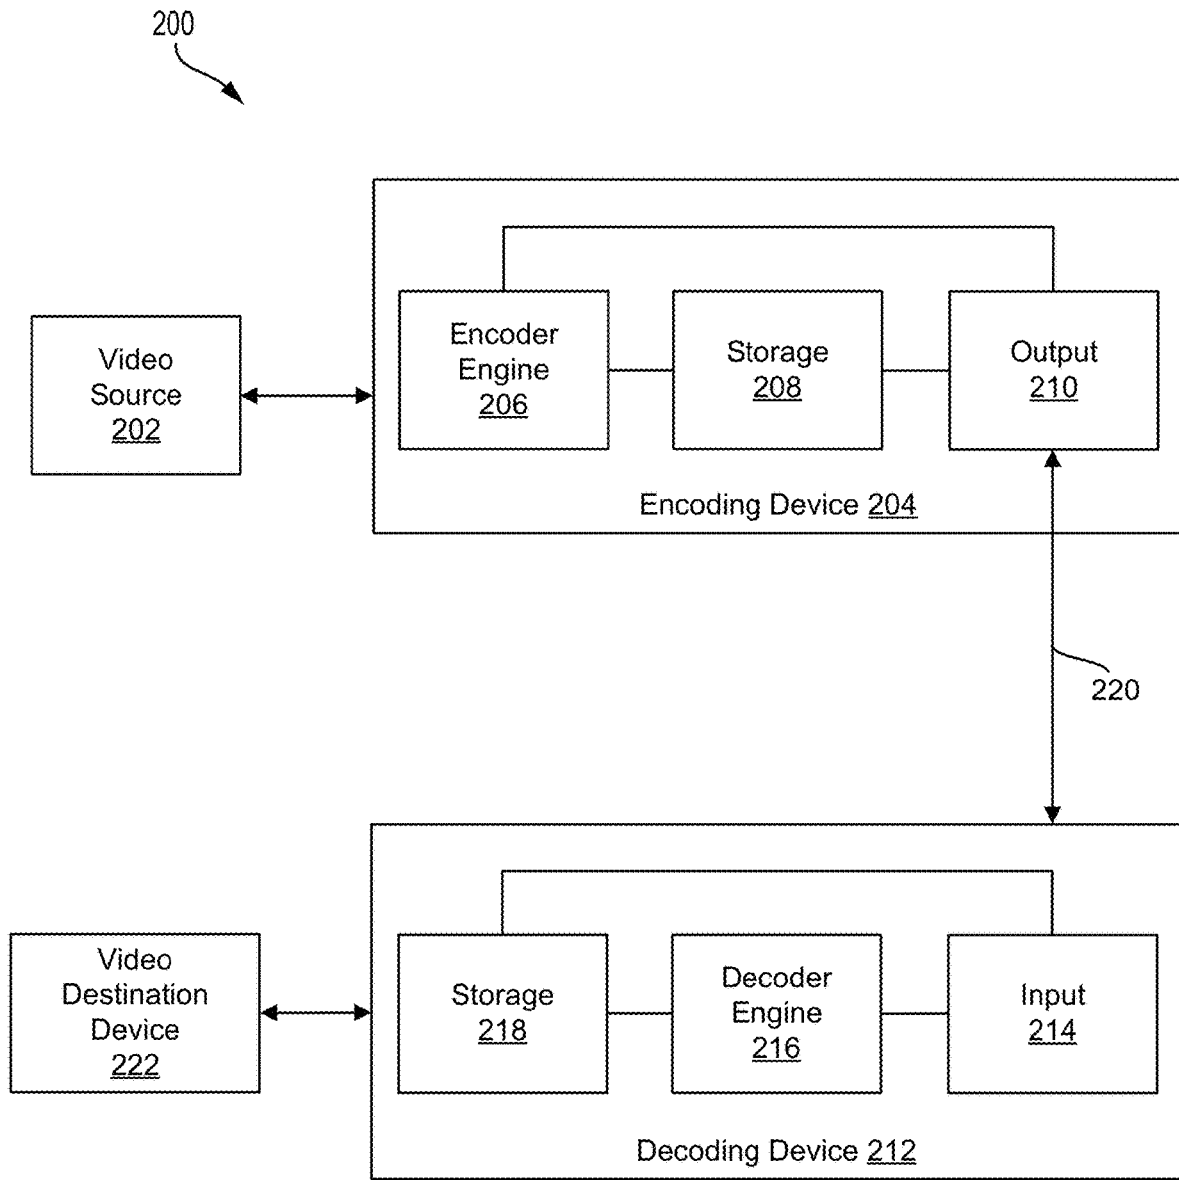 200
Video
Source
202
Encoder
Engine
206
Storage
208
Output
210
Encoding Device 204
220
Video
Destination
Device
222
Storage
218
Decoder
Engine
216
Input
214
Decoding Device 212